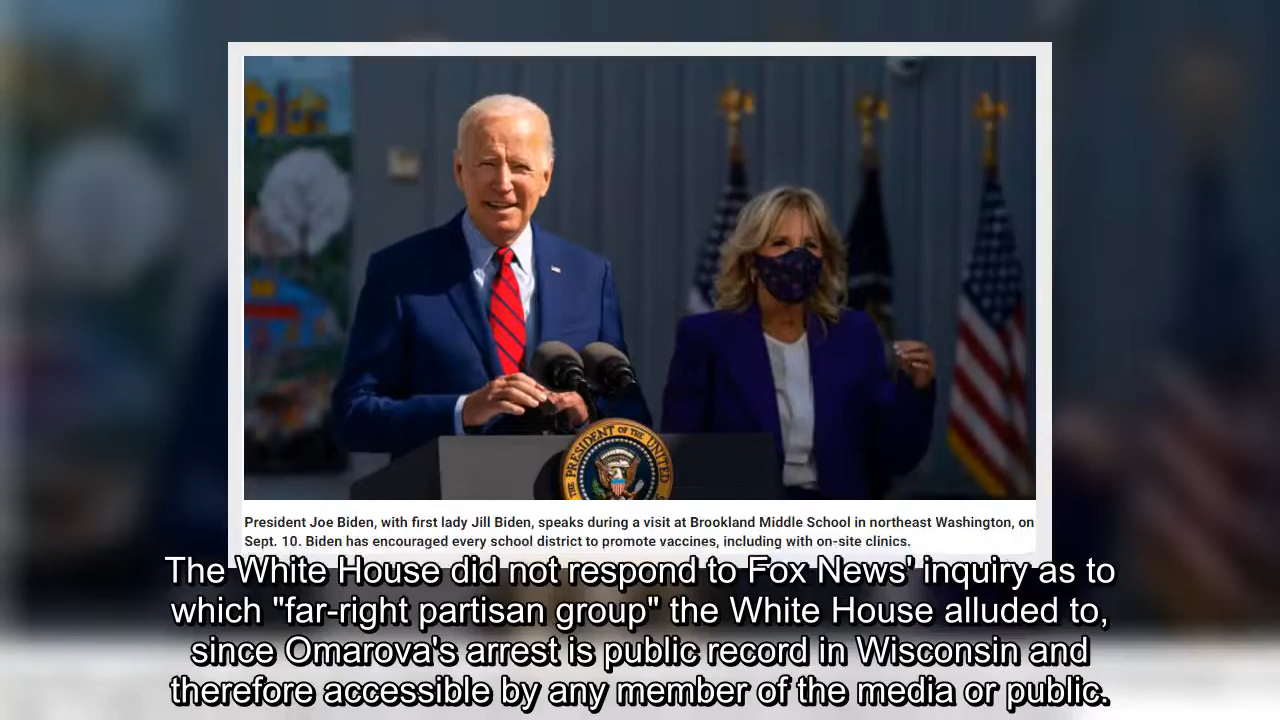 PRESIDENT OF THE UNITED
President Joe Biden, with first lady Jill Biden, speaks during a visit at Brookland Middle School in northeast Washington, on
Sept. 10. Biden has encouraged every school district to promote vaccines, including with on-site clinics.
The White House did not respond to Fox News' inquiry as to
which "far-right partisan group" the White House alluded to,
since Omarova's arrest is public record in Wisconsin and
therefore accessible by any member of the media or public.